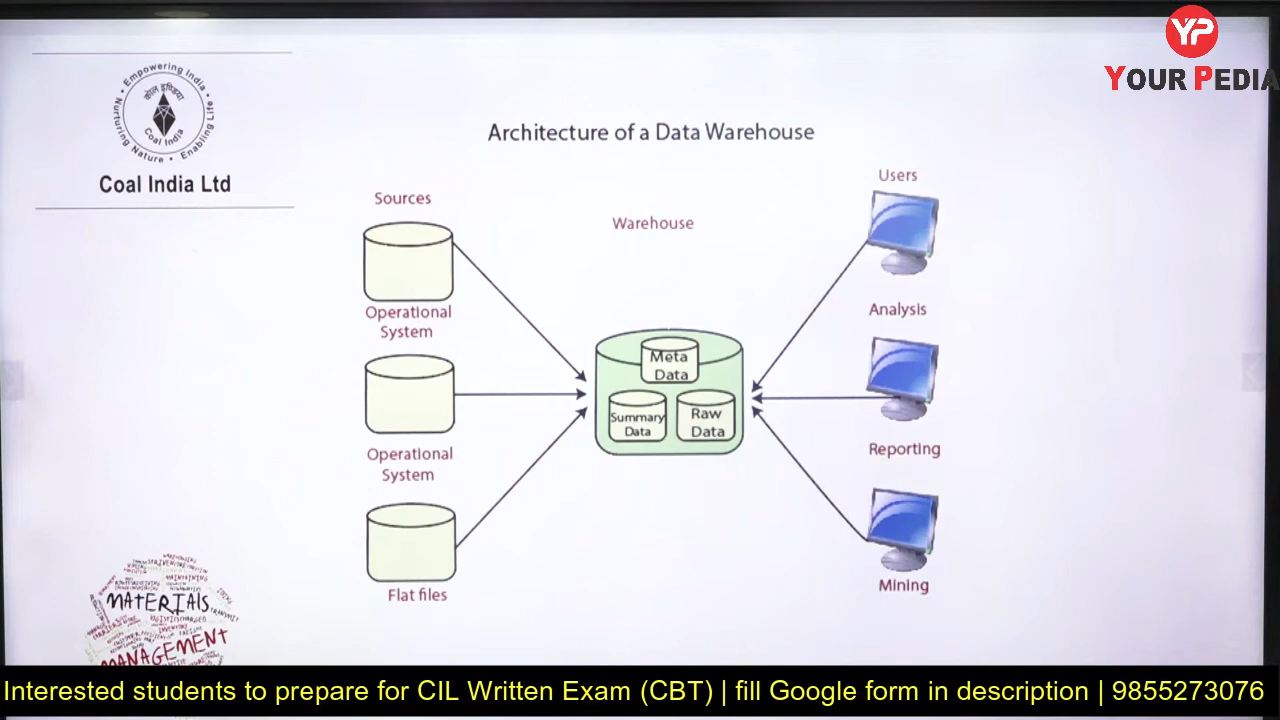 YP
YOUR PEDIA
Empowering India
Nurturing Nature
Enabling Life
कोल इण्डिया
Coal India
Coal India Ltd
Architecture of a Data Warehouse
Sources
Warehouse
Users
Operational
System
Analysis
Meta
Data
Summary
Data
Raw
Data
Operational
System
Reporting
Flat files
Mining
MATERIALS
MANAGEMENT
Interested students to prepare for CIL Written Exam (CBT) | fill Google form in description | 9855273076